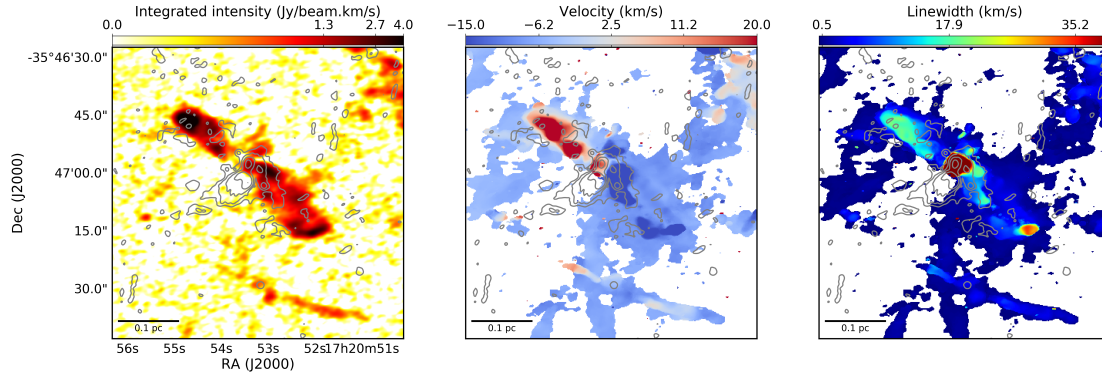 Integrated intensity (Jy/beam.km/s)
0.0 1.3 2.7 4.0
Velocity (km/s)
−15.0 −6.2 2.5 11.2 20.0
Linewidth (km/s)
0.5 17.9 35.2
-35°46'30.0"
45.0"
47'00.0"
15.0"
30.0"
Dec (J2000)
0.1 pc
0.1 pc
0.1 pc
56s 55s 54s 53s 52s 17h20m51s
RA (J2000)